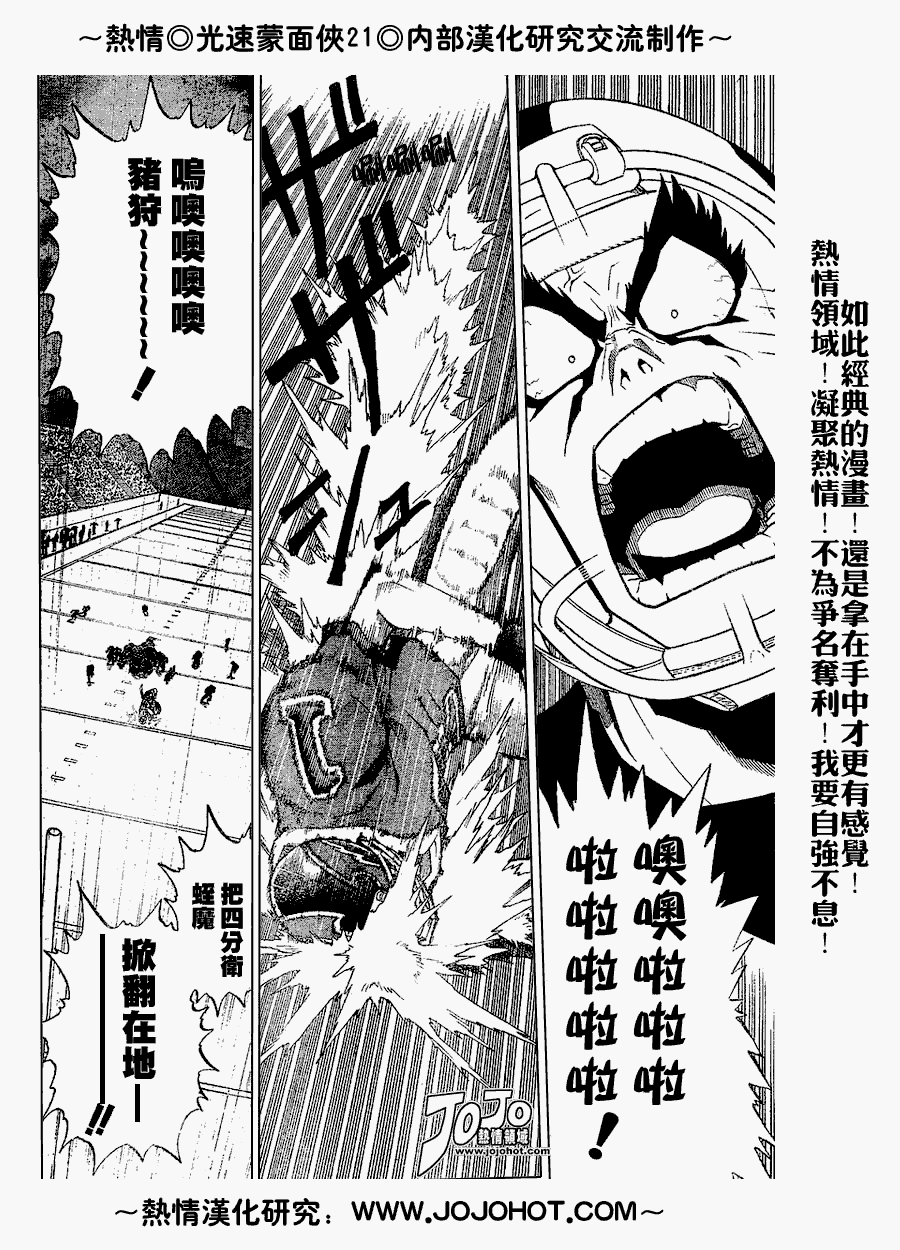 ～熱情◎光速蒙面俠21◎内部漢化研究交流制作～
如此經典的漫畫！還是拿在手中才更有感覺！
熱情領域！凝聚熱情！不為爭名奪利！我要自強不息！
噢噢啦啦啦
啦啦啦啦啦！
唰唰唰
嗚噢噢噢噢
豬狩～～～～～～！
把四分衛
蛭魔
掀翻在地——!!
JOJO
熱情領域
www.jojohot.com
～熱情漢化研究：WWW.JOJOHOT.COM～